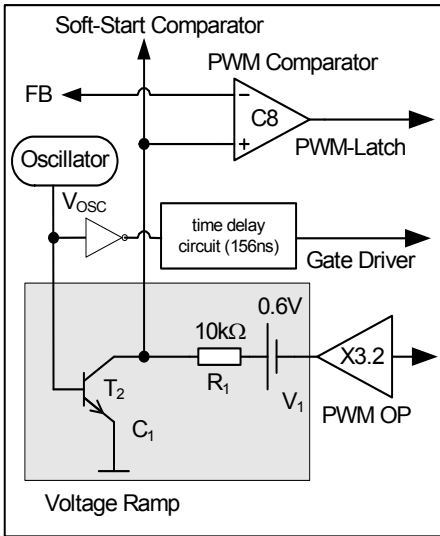 Soft-Start Comparator
PWM Comparator
FB
C8
Oscillator
PWM-Latch
VOSC
time delay
circuit (156ns)
Gate Driver
0.6V
10kΩ
X3.2
T2
R1
V1
C1
PWM OP
Voltage Ramp